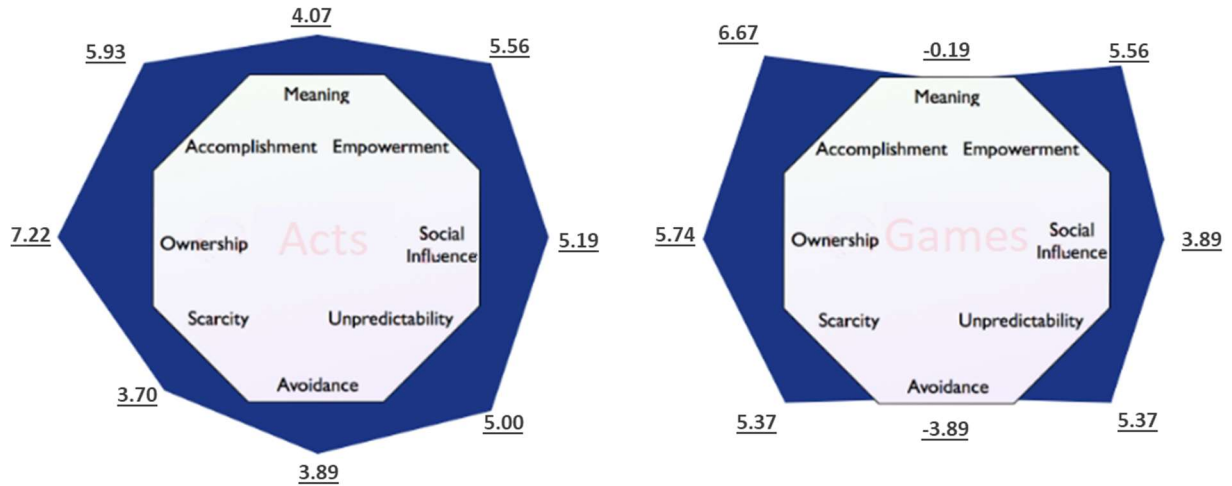 4.07
5.93
5.56
Meaning
Accomplishment Empowerment
7.22
Ownership
Acts
Social
Influence
5.19
Scarcity
Unpredictability
Avoidance
3.70
5.00
3.89
6.67
-0.19
5.56
Meaning
Accomplishment Empowerment
5.74
Ownership
Games
Social
Influence
3.89
Scarcity
Unpredictability
Avoidance
5.37
-3.89
5.37